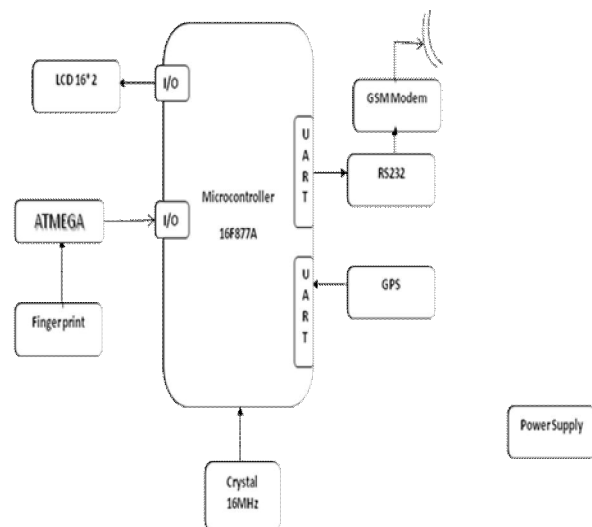 LCD 16*2
I/O
GSM Modem
U
A
R
T
RS232
Microcontroller
16F877A
ATMEGA
I/O
Fingerprint
U
A
R
T
GPS
Power Supply
Crystal
16MHz